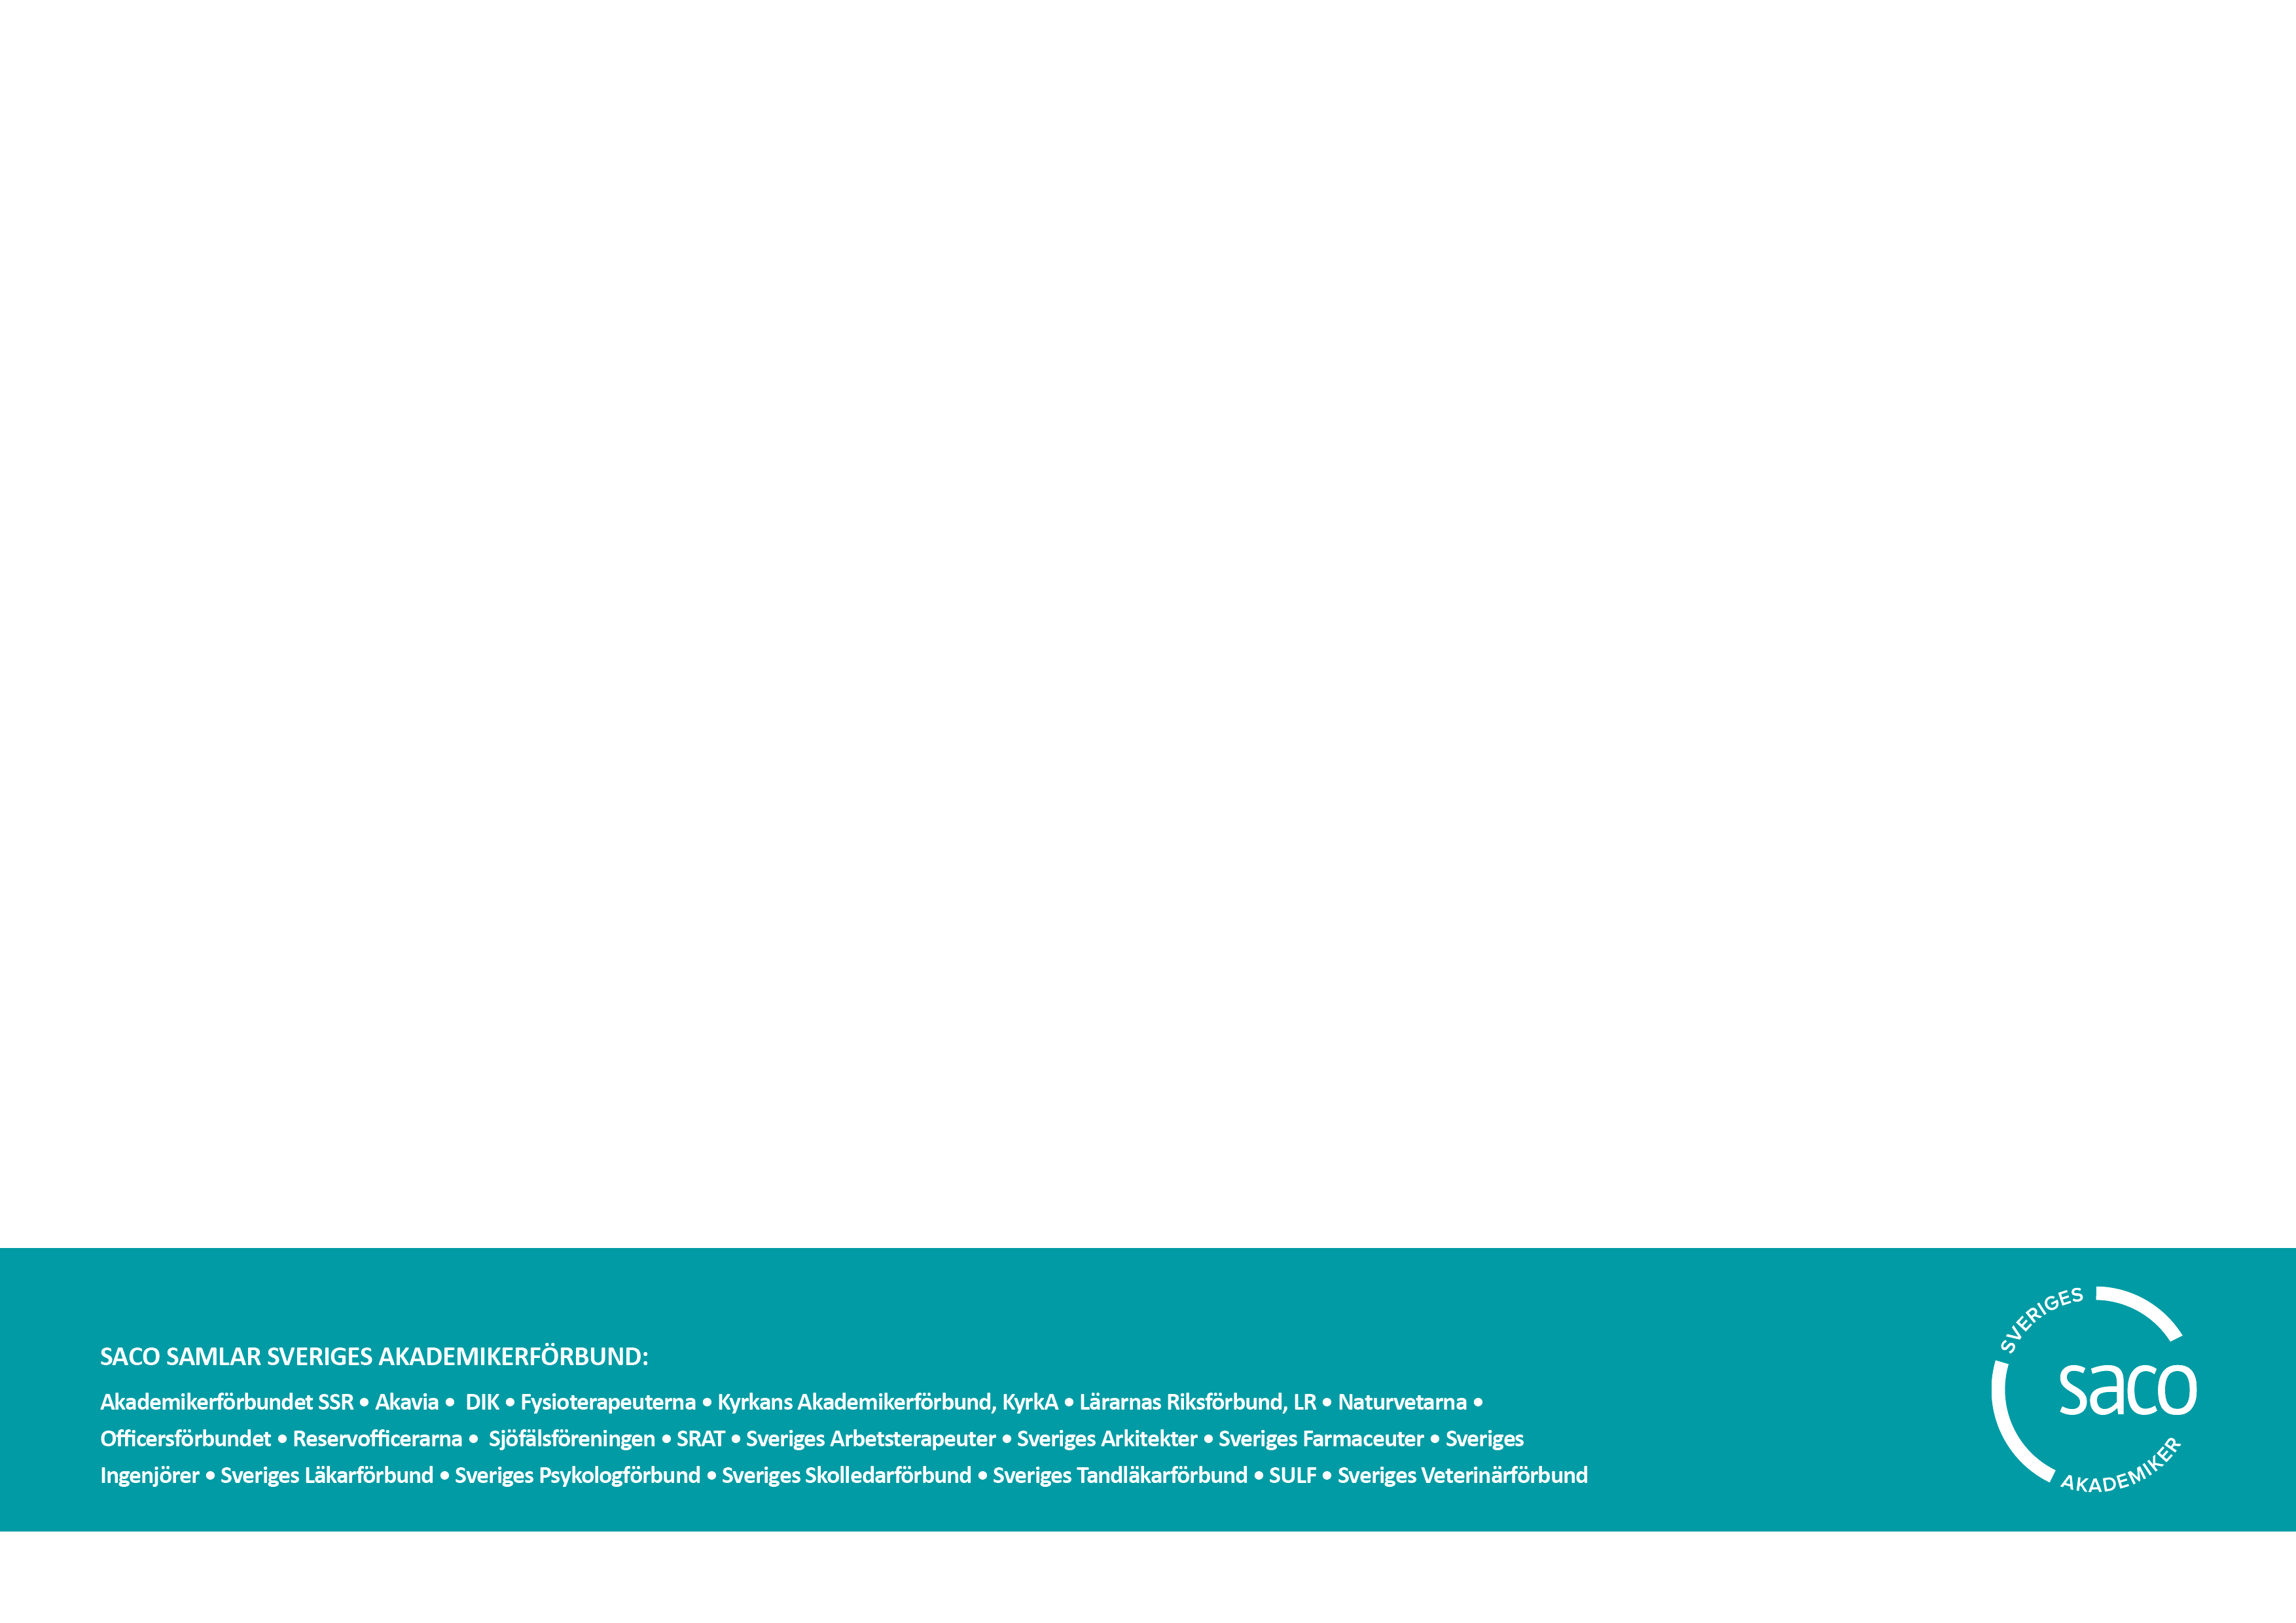 SACO SAMLAR SVERIGES AKADEMIKERFÖRBUND:
Akademikerförbundet SSR • Akavia •  DIK • Fysioterapeuterna • Kyrkans Akademikerförbund, KyrkA • Lärarnas Riksförbund, LR • Naturvetarna •
Officersförbundet • Reservofficerarna •  Sjöfälsföreningen • SRAT • Sveriges Arbetsterapeuter • Sveriges Arkitekter • Sveriges Farmaceuter • Sveriges
Ingenjörer • Sveriges Läkarförbund • Sveriges Psykologförbund • Sveriges Skolledarförbund • Sveriges Tandläkarförbund • SULF • Sveriges Veterinärförbund
SVERIGES
saco
AKADEMIKER